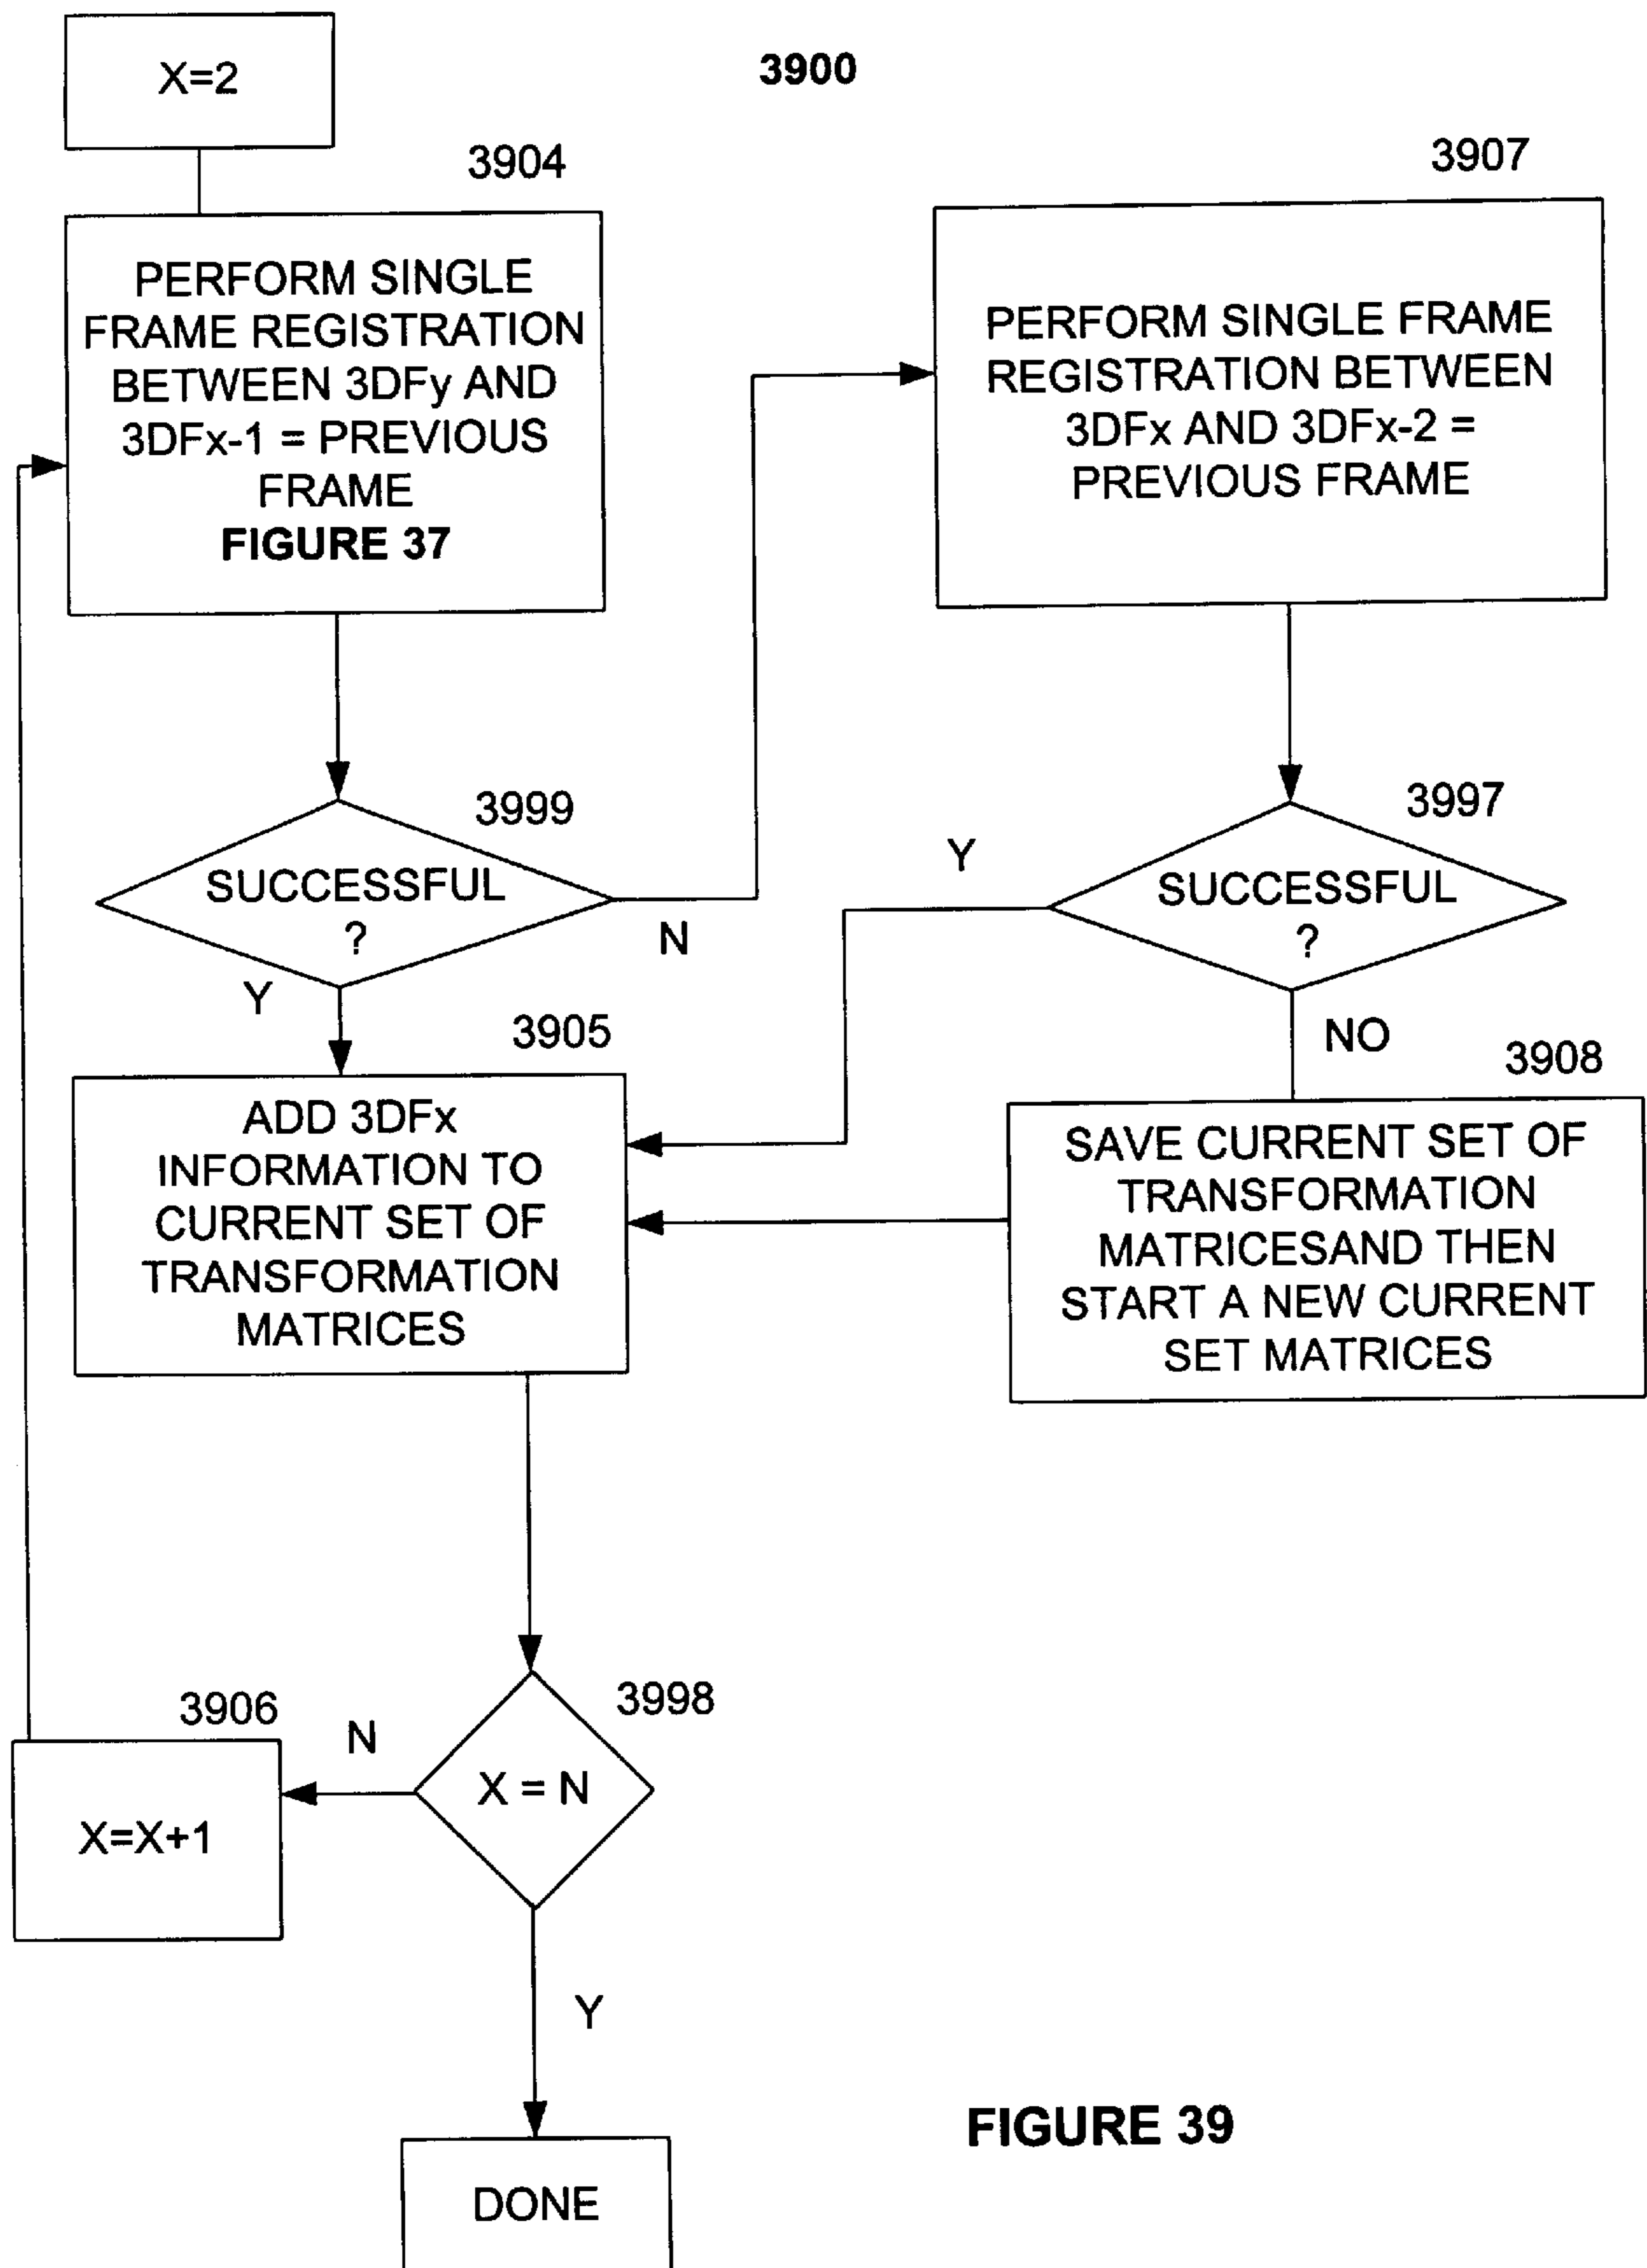 X=2
3900
3904
PERFORM SINGLE
FRAME REGISTRATION
BETWEEN 3DFy AND
3DFx-1 = PREVIOUS
FRAME
FIGURE 37
3907
PERFORM SINGLE FRAME
REGISTRATION BETWEEN
3DFx AND 3DFx-2 =
PREVIOUS FRAME
3999
SUCCESSFUL
?
N
Y
3997
SUCCESSFUL
?
Y
NO
3905
ADD 3DFx
INFORMATION TO
CURRENT SET OF
TRANSFORMATION
MATRICES
3908
SAVE CURRENT SET OF
TRANSFORMATION
MATRICESAND THEN
START A NEW CURRENT
SET MATRICES
3906
X=X+1
N
3998
X = N
Y
DONE
FIGURE 39